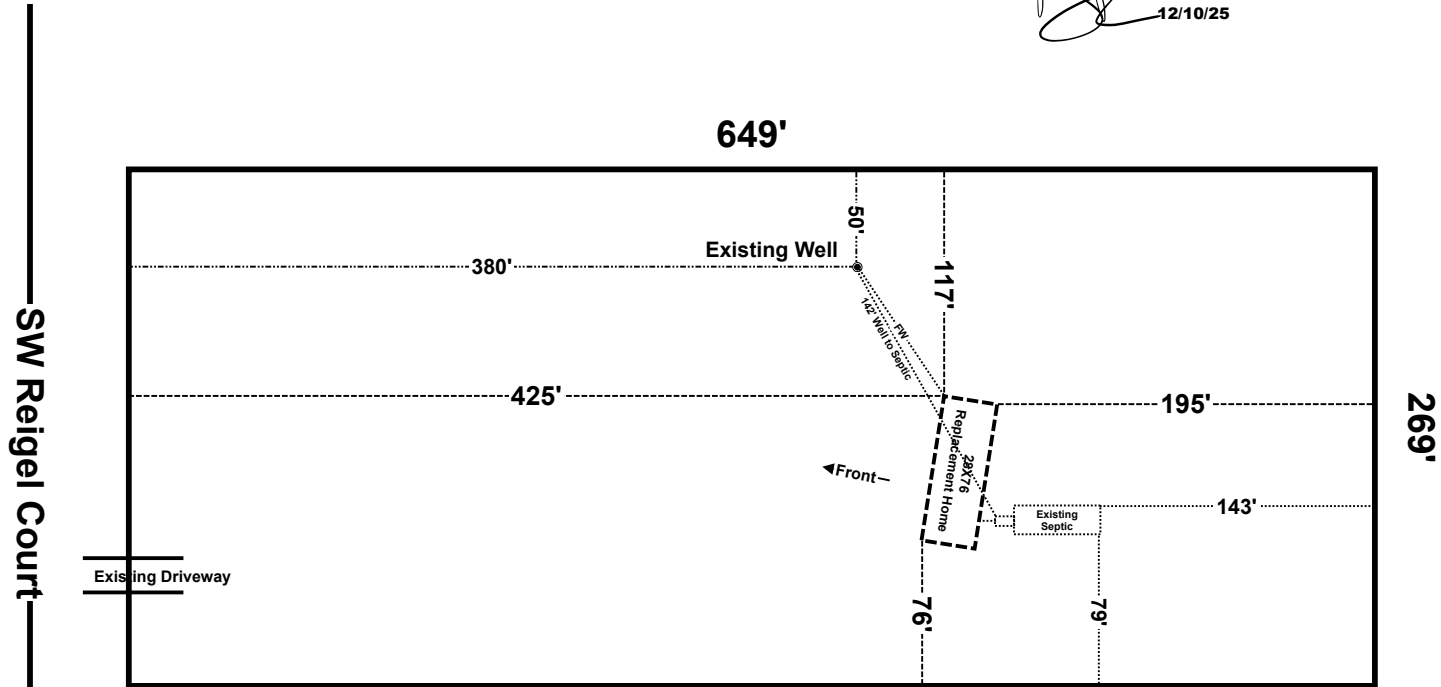 12/10/25
649'
50'
Existing Well
380'
117'
FW
142' Well to Septic
SW Reigel Court
425'
195'
269'
28X76
Replacement Home
Front
143'
Existing
Septic
Existing Driveway
76'
79'